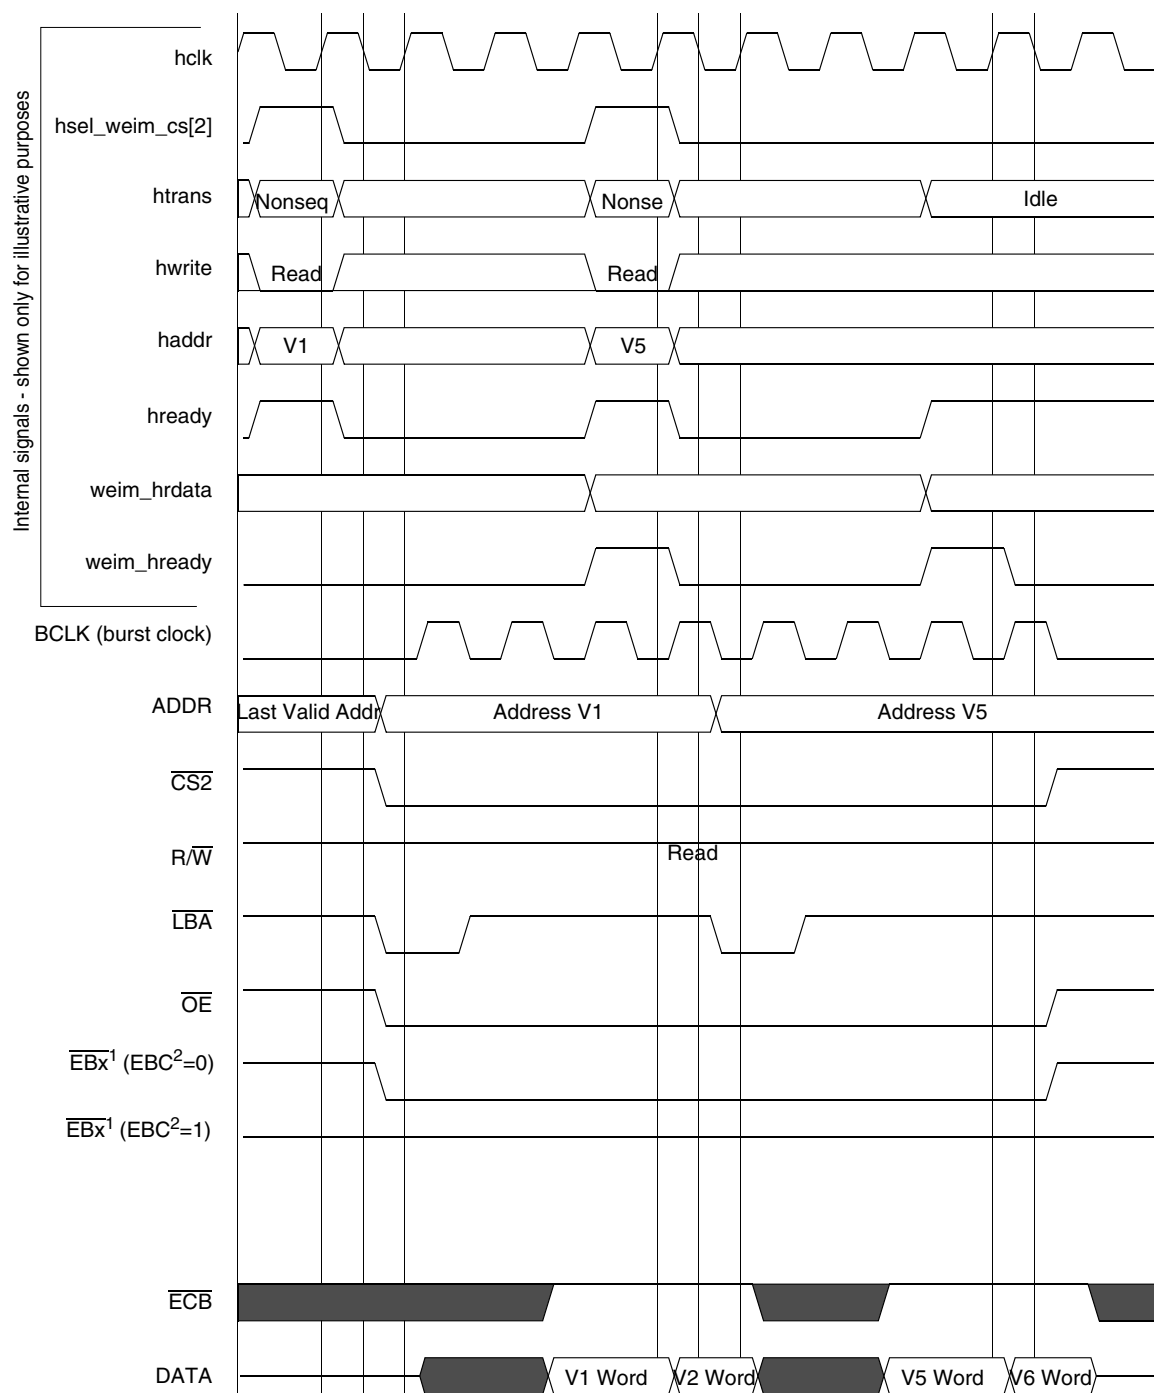 Internal signals - shown only for illustrative purposes
hclk
hsel_weim_cs[2]
htrans Nonseq Nonse Idle
hwrite Read Read
haddr V1 V5
hready
weim_hrdata
weim_hready
BCLK (burst clock)
ADDR Last Valid Addr Address V1 Address V5
CS2
R/W Read
LBA
OE
EBx1 (EBC2=0)
EBx1 (EBC2=1)
ECB
DATA V1 Word V2 Word V5 Word V6 Word